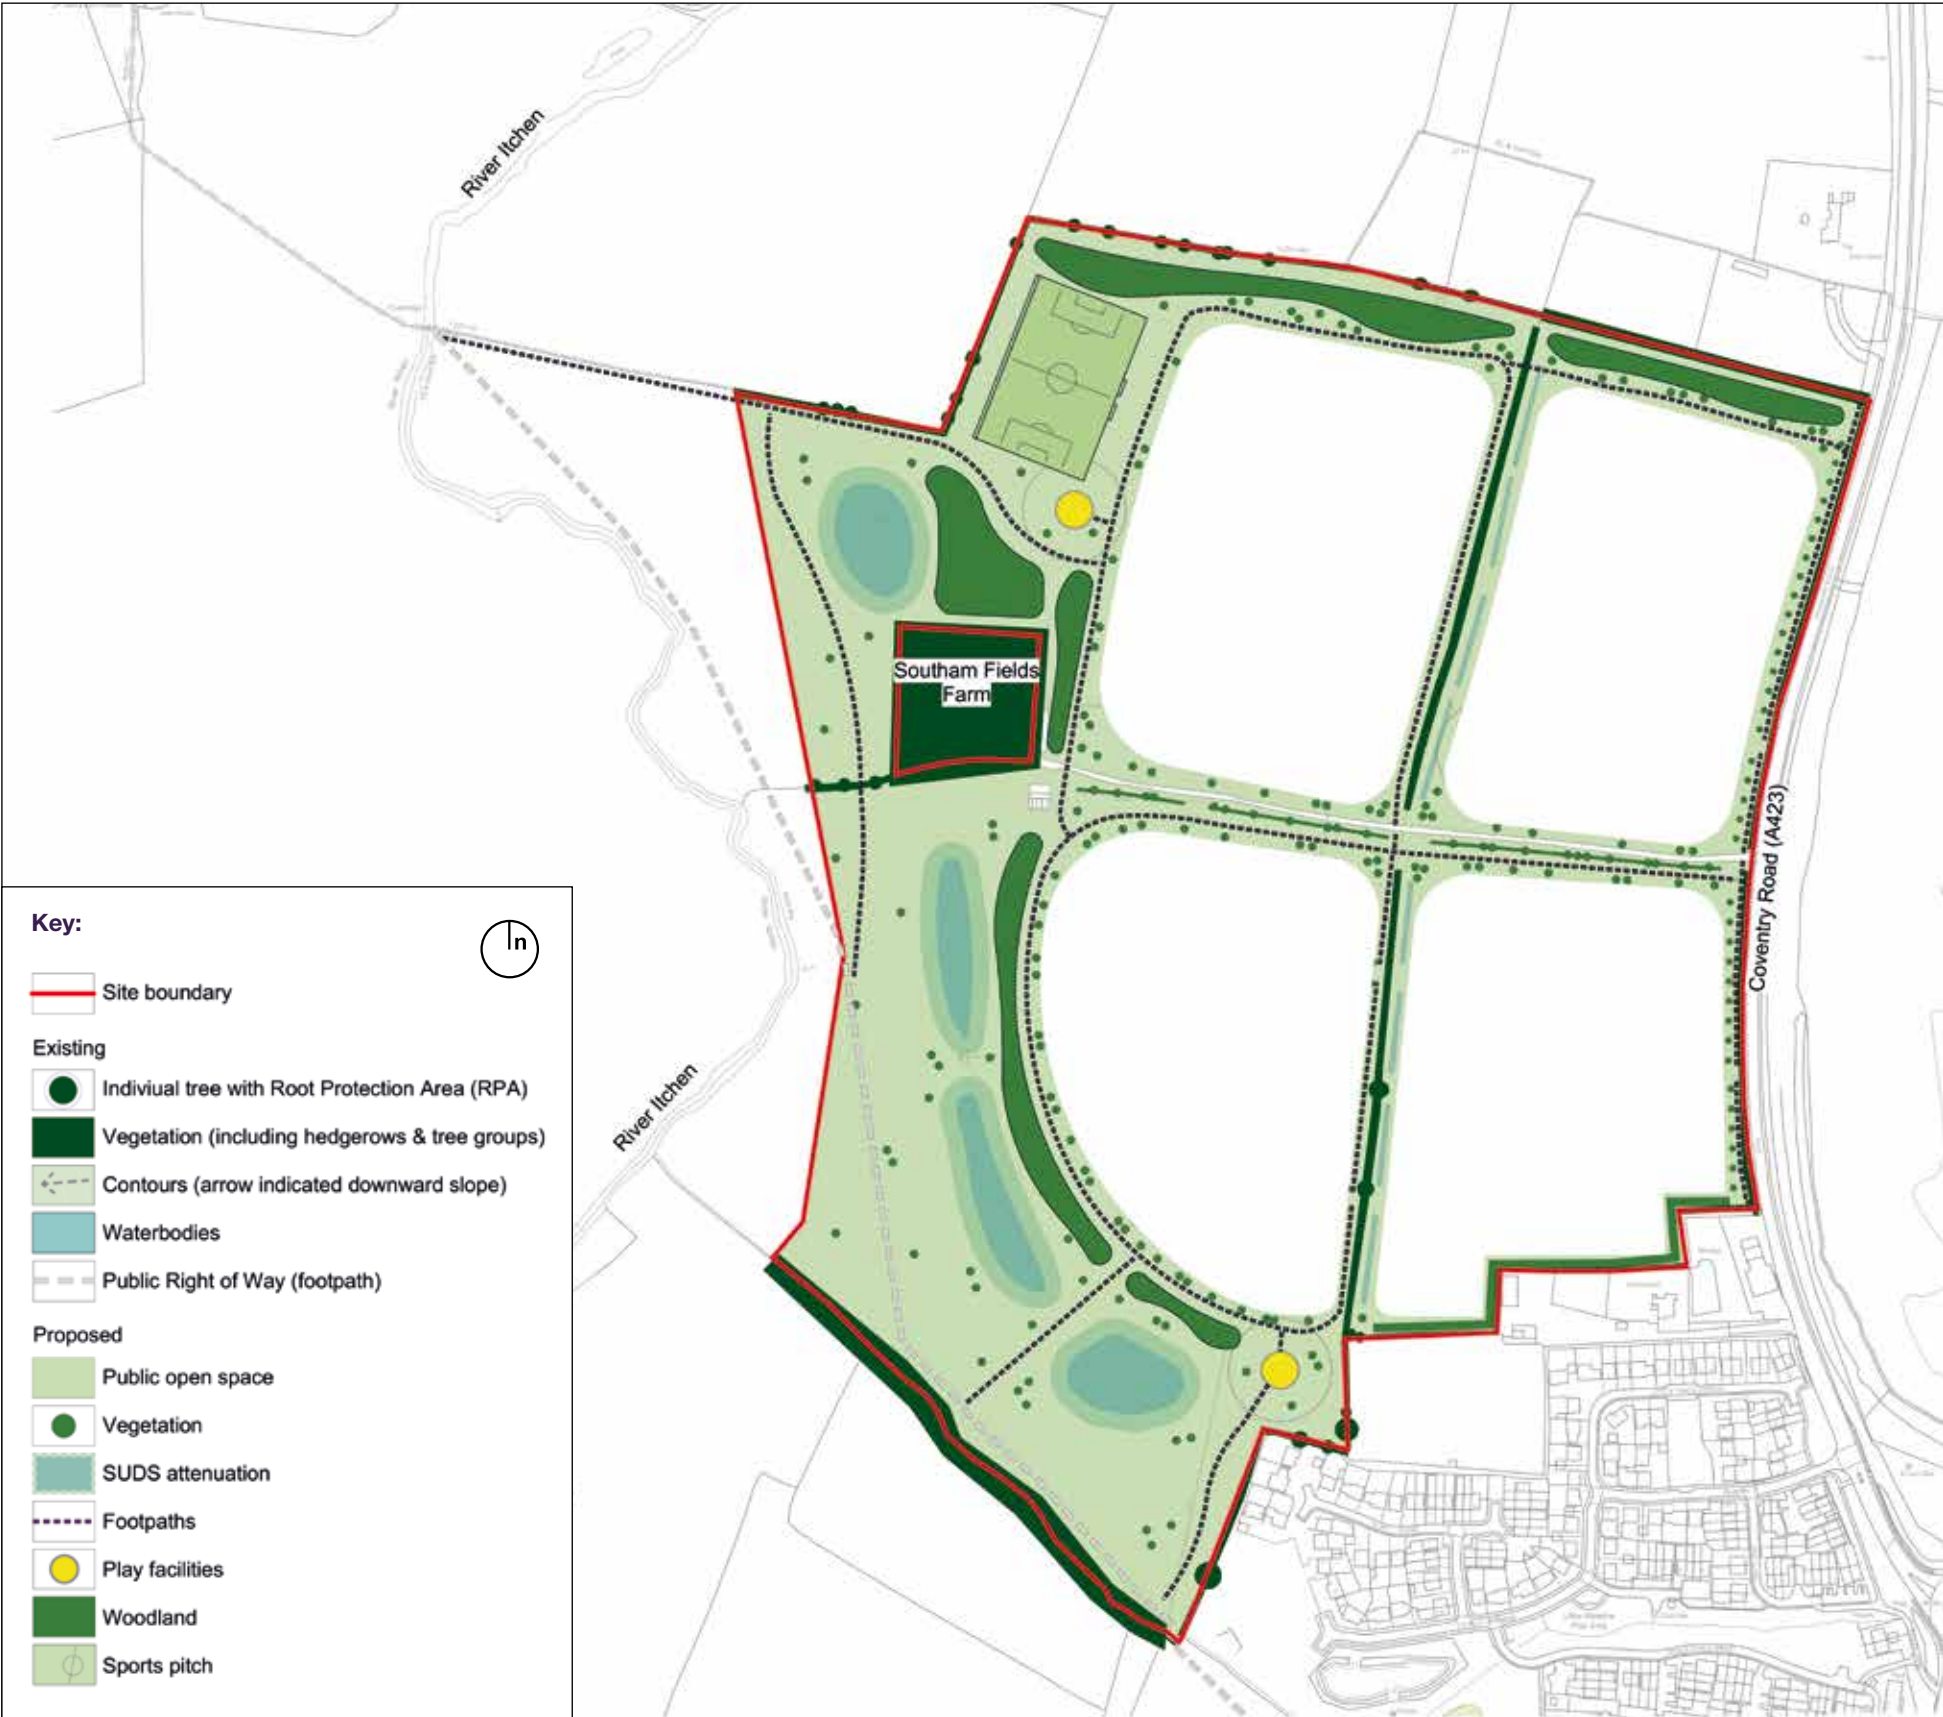 River Itchen
Southam Fields
Farm
Coventry Road (A423)
River Itchen
Key:
n
Site boundary
Existing
Indiviual tree with Root Protection Area (RPA)
Vegetation (including hedgerows & tree groups)
Contours (arrow indicated downward slope)
Waterbodies
Public Right of Way (footpath)
Proposed
Public open space
Vegetation
SUDS attenuation
Footpaths
Play facilities
Woodland
Sports pitch